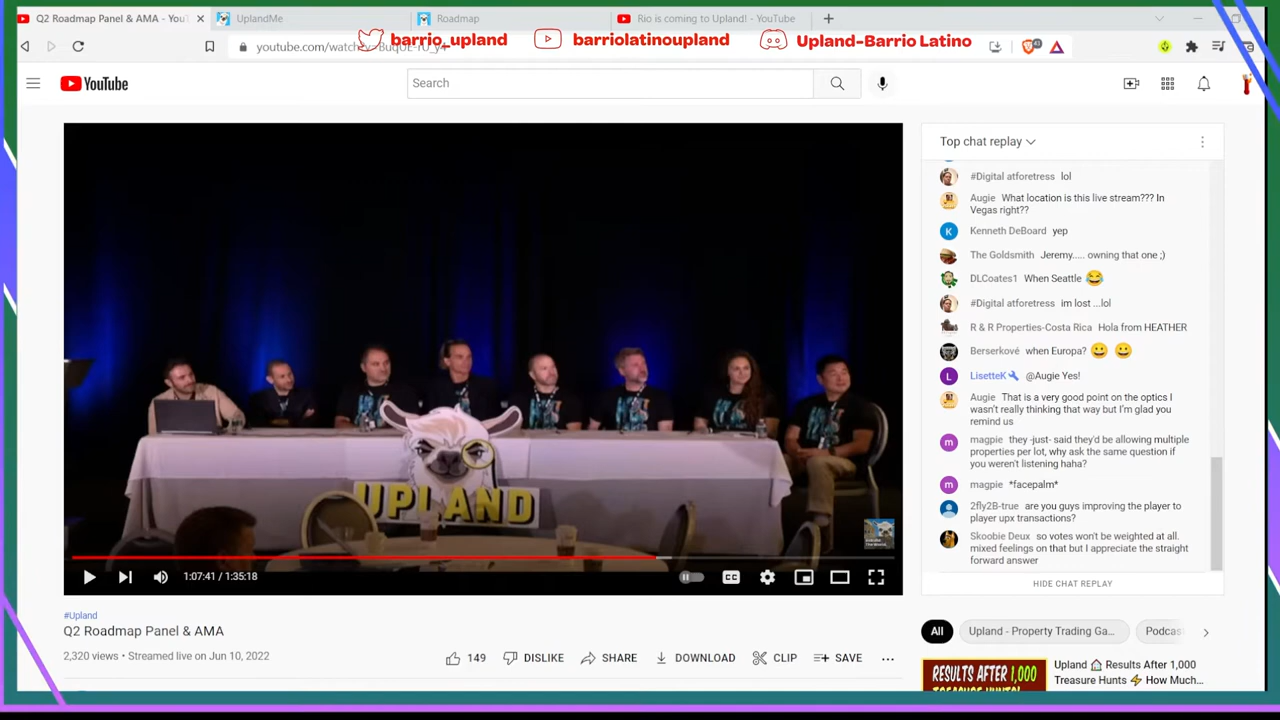 Q2 Roadmap Panel & AMA - YouT
UplandMe
Roadmap
Rio is coming to Upland! - YouTube
barrio_upland
barriolatinoupland
Upland-Barrio Latino
YouTube
Search
Top chat replay
#Digital atforetress lol
Augie What location is this live stream??? In
Vegas right??
Kenneth DeBoard yep
The Goldsmith Jeremy..... owning that one ;)
DLCoates1 When Seattle 😂
#Digital atforetress im lost ...lol
R & R Properties-Costa Rica Hola from HEATHER
Berserkové when Europa? 😀 😀
LisetteK @Augie Yes!
Augie That is a very good point on the optics I
wasn't really thinking that way but I'm glad you
remind us
magpie they -just- said they'd be allowing multiple
properties per lot, why ask the same question if
you weren't listening haha?
magpie *facepalm*
2fly2B-true are you guys improving the player to
player upx transactions?
Skoobie Deux so votes won't be weighted at all.
mixed feelings on that but I appreciate the straight
forward answer
HIDE CHAT REPLAY
UPLAND
1:07:41 / 1:35:18
CC
#Upland
Q2 Roadmap Panel & AMA
2,320 views • Streamed live on Jun 10, 2022
149
DISLIKE
SHARE
DOWNLOAD
CLIP
SAVE
All
Upland - Property Trading Ga...
Podcas
RESULTS AFTER 1,000
TREASURE HUNTS!
Upland 🏠 Results After 1,000
Treasure Hunts ⚡ How Much...